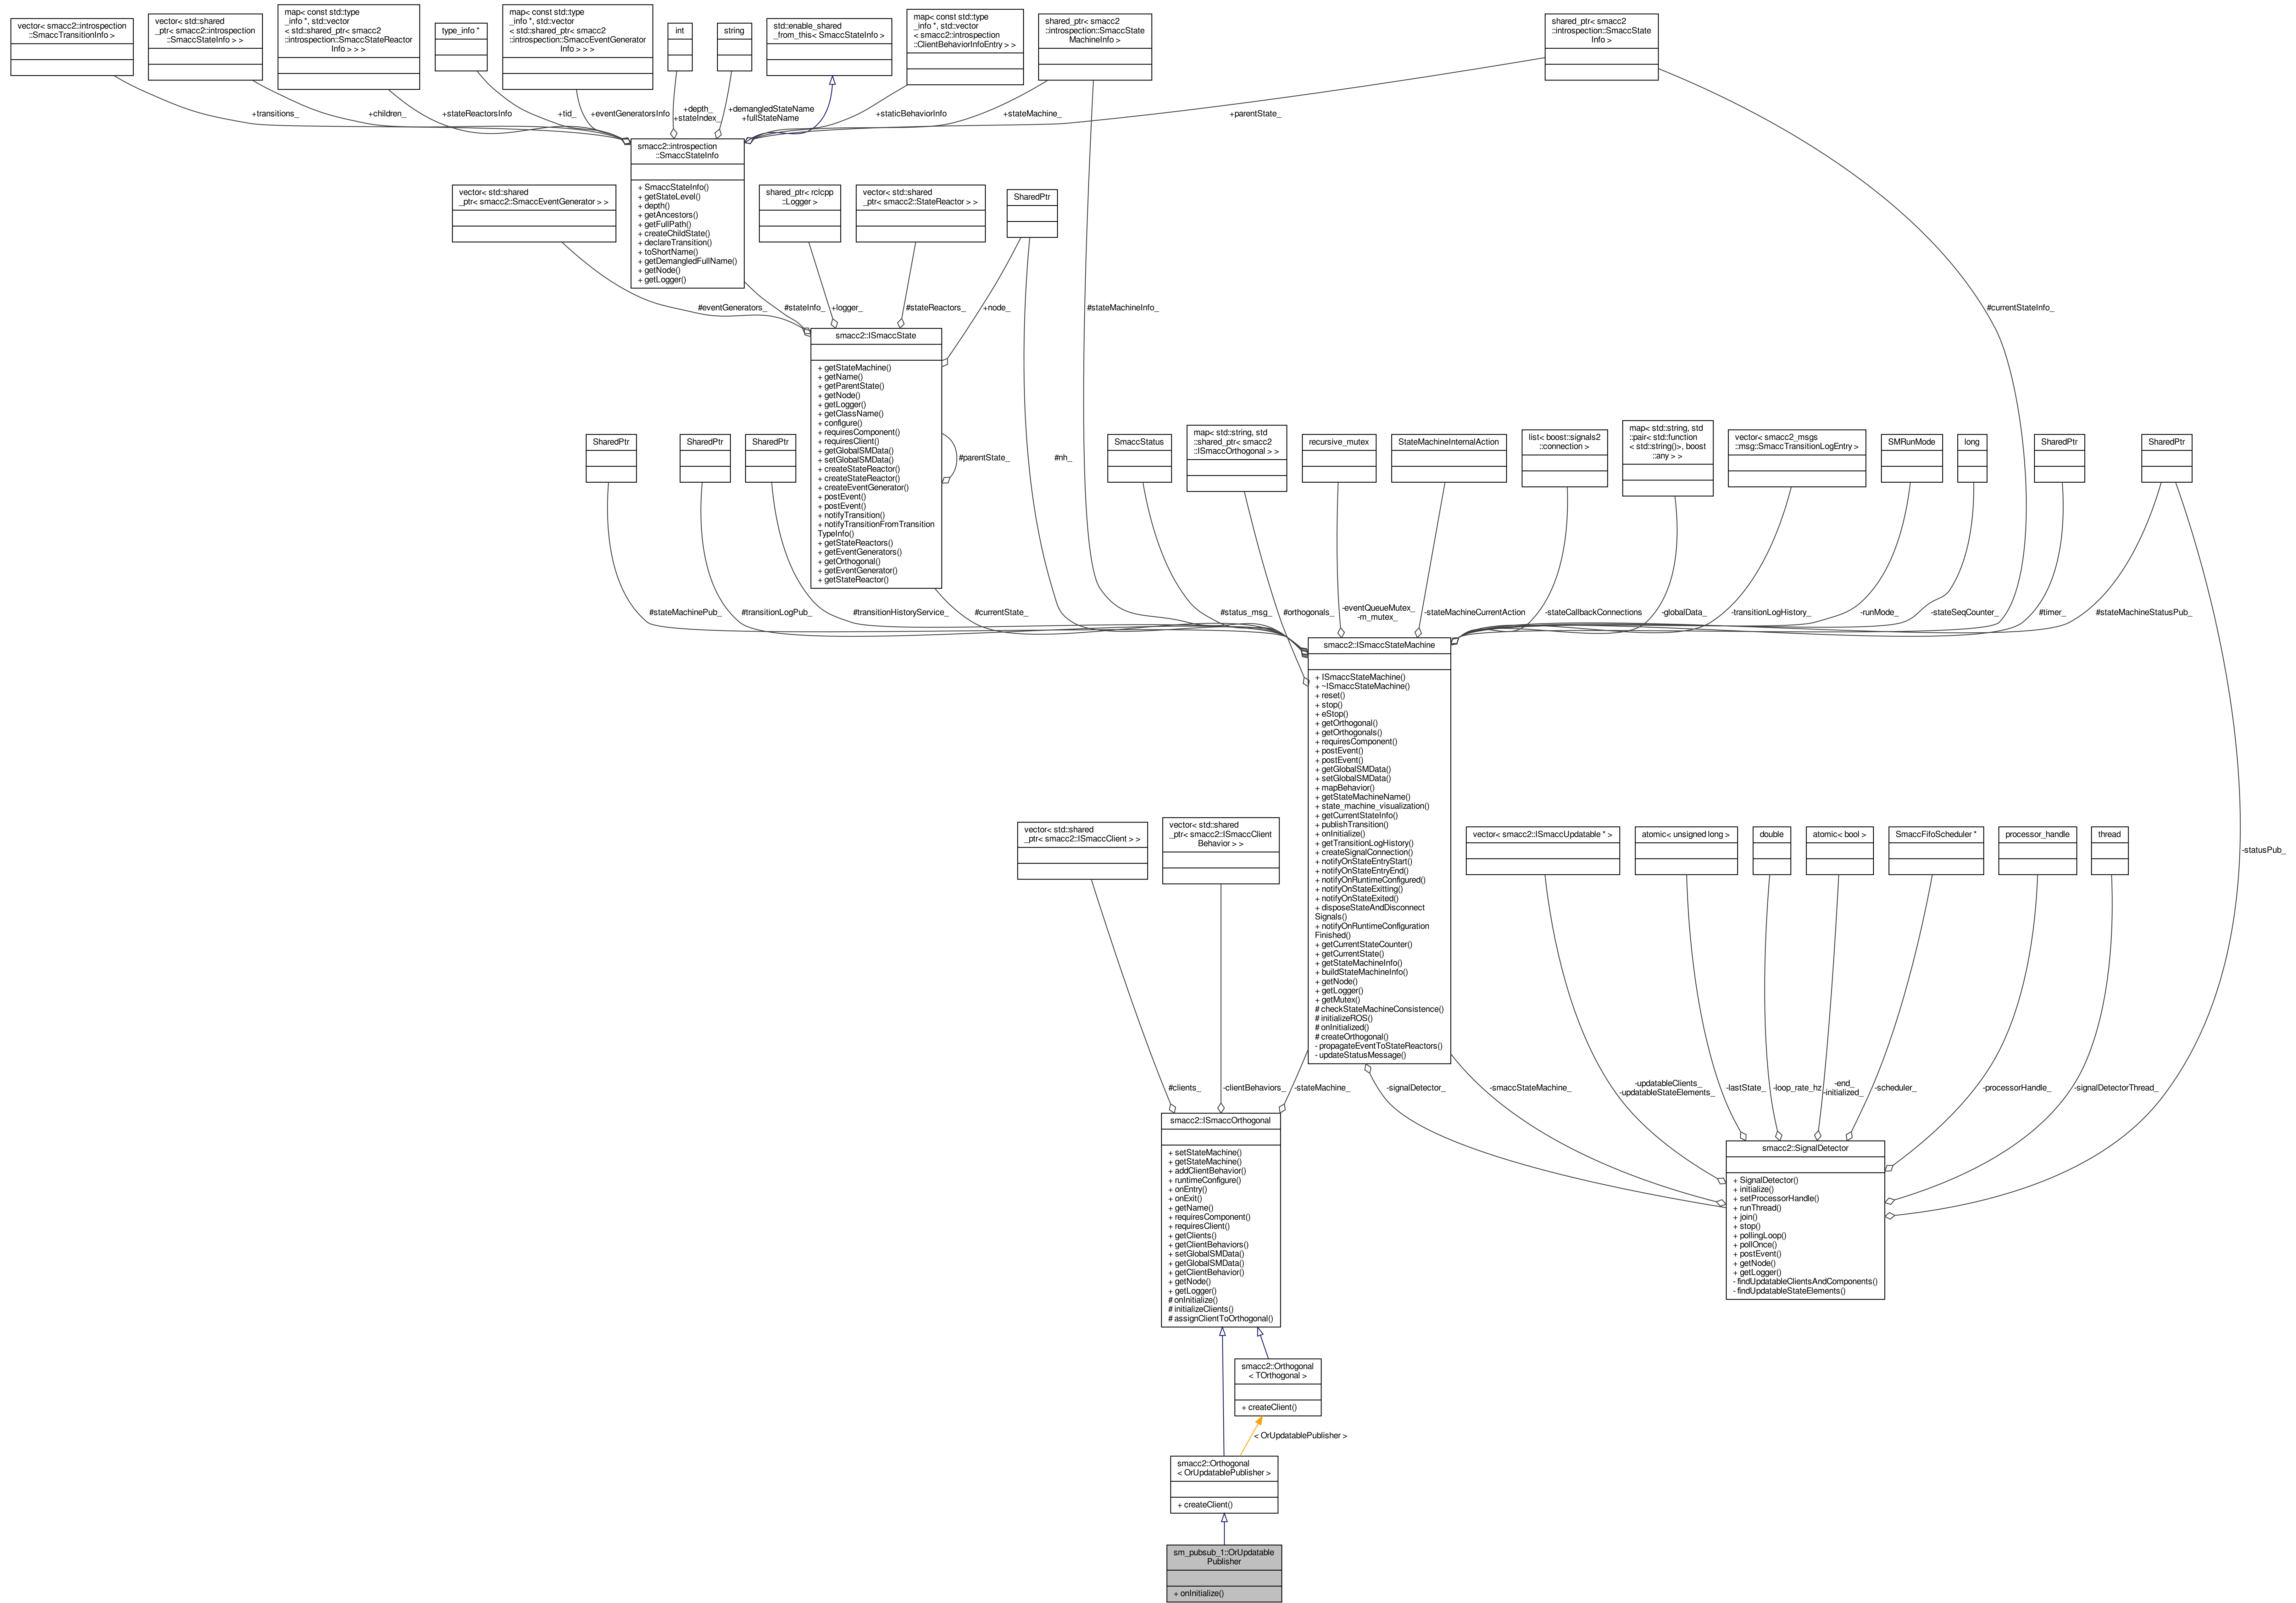 vector< smacc2::introspection
::SmaccTransitionInfo >
vector< std::shared
_ptr< smacc2::introspection
::SmaccStateInfo > >
map< const std::type
_info *, std::vector
< std::shared_ptr< smacc2
::introspection::SmaccStateReactor
Info > > >
type_info *
map< const std::type
_info *, std::vector
< std::shared_ptr< smacc2
::introspection::SmaccEventGenerator
Info > > >
int
string
std::enable_shared
_from_this< SmaccStateInfo >
map< const std::type
_info *, std::vector
< smacc2::introspection
::ClientBehaviorInfoEntry > >
shared_ptr< smacc2
::introspection::SmaccState
MachineInfo >
shared_ptr< smacc2
::introspection::SmaccState
Info >
+transitions_
+children_
+stateReactorsInfo
+tid_
+eventGeneratorsInfo
+depth_
+stateIndex_
+demangledStateName
+fullStateName
+staticBehaviorInfo
+stateMachine_
+parentState_
smacc2::introspection
::SmaccStateInfo
+ SmaccStateInfo()
+ getStateLevel()
+ depth()
+ getAncestors()
+ getFullPath()
+ createChildState()
+ declareTransition()
+ toShortName()
+ getDemangledFullName()
+ getNode()
+ getLogger()
vector< std::shared
_ptr< smacc2::SmaccEventGenerator > >
shared_ptr< rclcpp
::Logger >
vector< std::shared
_ptr< smacc2::StateReactor > >
SharedPtr
#eventGenerators_
#stateInfo_
+logger_
#stateReactors_
+node_
#stateMachineInfo_
#currentStateInfo_
smacc2::ISmaccState
+ getStateMachine()
+ getName()
+ getParentState()
+ getNode()
+ getLogger()
+ getClassName()
+ configure()
+ requiresComponent()
+ requiresClient()
+ getGlobalSMData()
+ setGlobalSMData()
+ createStateReactor()
+ createStateReactor()
+ createEventGenerator()
+ postEvent()
+ postEvent()
+ notifyTransition()
+ notifyTransitionFromTransition
TypeInfo()
+ getStateReactors()
+ getEventGenerators()
+ getOrthogonal()
+ getEventGenerator()
+ getStateReactor()
#parentState_
#nh_
SharedPtr
SharedPtr
SharedPtr
SmaccStatus
map< std::string, std
::shared_ptr< smacc2
::ISmaccOrthogonal > >
recursive_mutex
StateMachineInternalAction
list< boost::signals2
::connection >
map< std::string, std
::pair< std::function
< std::string()>, boost
::any > >
vector< smacc2_msgs
::msg::SmaccTransitionLogEntry >
SMRunMode
long
SharedPtr
SharedPtr
#stateMachinePub_
#transitionLogPub_
#transitionHistoryService_
#currentState_
#status_msg_
#orthogonals_
-eventQueueMutex_
-m_mutex_
-stateMachineCurrentAction
-stateCallbackConnections
-globalData_
-transitionLogHistory_
-runMode_
-stateSeqCounter_
#timer_
#stateMachineStatusPub_
smacc2::ISmaccStateMachine
+ ISmaccStateMachine()
+ ~ISmaccStateMachine()
+ reset()
+ stop()
+ eStop()
+ getOrthogonal()
+ getOrthogonals()
+ requiresComponent()
+ postEvent()
+ postEvent()
+ getGlobalSMData()
+ setGlobalSMData()
+ mapBehavior()
+ getStateMachineName()
+ state_machine_visualization()
+ getCurrentStateInfo()
+ publishTransition()
+ onInitialize()
+ getTransitionLogHistory()
+ createSignalConnection()
+ notifyOnStateEntryStart()
+ notifyOnStateEntryEnd()
+ notifyOnRuntimeConfigured()
+ notifyOnStateExitting()
+ notifyOnStateExited()
+ disposeStateAndDisconnect
Signals()
+ notifyOnRuntimeConfiguration
Finished()
+ getCurrentStateCounter()
+ getCurrentState()
+ getStateMachineInfo()
+ buildStateMachineInfo()
+ getNode()
+ getLogger()
+ getMutex()
# checkStateMachineConsistence()
# initializeROS()
# onInitialized()
# createOrthogonal()
- propagateEventToStateReactors()
- updateStatusMessage()
vector< std::shared
_ptr< smacc2::ISmaccClient > >
vector< std::shared
_ptr< smacc2::ISmaccClient
Behavior > >
vector< smacc2::ISmaccUpdatable * >
atomic< unsigned long >
double
atomic< bool >
SmaccFifoScheduler *
processor_handle
thread
-statusPub_
#clients_
-clientBehaviors_
-stateMachine_
-signalDetector_
-smaccStateMachine_
-updatableClients_
-updatableStateElements_
-lastState_
-loop_rate_hz
-end_
-initialized_
-scheduler_
-processorHandle_
-signalDetectorThread_
smacc2::ISmaccOrthogonal
+ setStateMachine()
+ getStateMachine()
+ addClientBehavior()
+ runtimeConfigure()
+ onEntry()
+ onExit()
+ getName()
+ requiresComponent()
+ requiresClient()
+ getClients()
+ getClientBehaviors()
+ setGlobalSMData()
+ getGlobalSMData()
+ getClientBehavior()
+ getNode()
+ getLogger()
# onInitialize()
# initializeClients()
# assignClientToOrthogonal()
smacc2::SignalDetector
+ SignalDetector()
+ initialize()
+ setProcessorHandle()
+ runThread()
+ join()
+ stop()
+ pollingLoop()
+ pollOnce()
+ postEvent()
+ getNode()
+ getLogger()
- findUpdatableClientsAndComponents()
- findUpdatableStateElements()
smacc2::Orthogonal
< TOrthogonal >
+ createClient()
< OrUpdatablePublisher >
smacc2::Orthogonal
< OrUpdatablePublisher >
+ createClient()
sm_pubsub_1::OrUpdatable
Publisher
+ onInitialize()